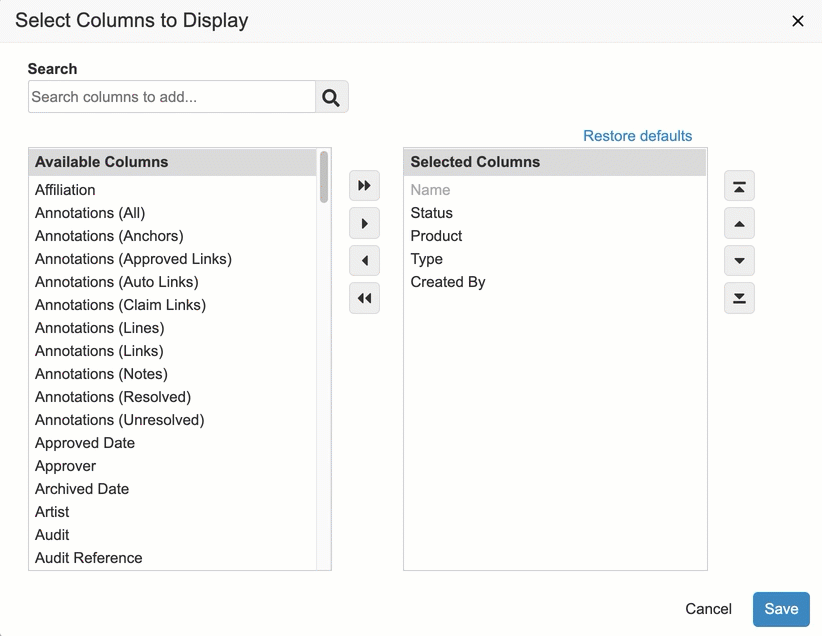 Select Columns to Display
Search
Search columns to add...
Restore defaults
Available Columns
Affiliation
Annotations (All)
Annotations (Anchors)
Annotations (Approved Links)
Annotations (Auto Links)
Annotations (Claim Links)
Annotations (Lines)
Annotations (Links)
Annotations (Notes)
Annotations (Resolved)
Annotations (Unresolved)
Approved Date
Approver
Archived Date
Artist
Audit
Audit Reference
Selected Columns
Name
Status
Product
Type
Created By
Cancel
Save